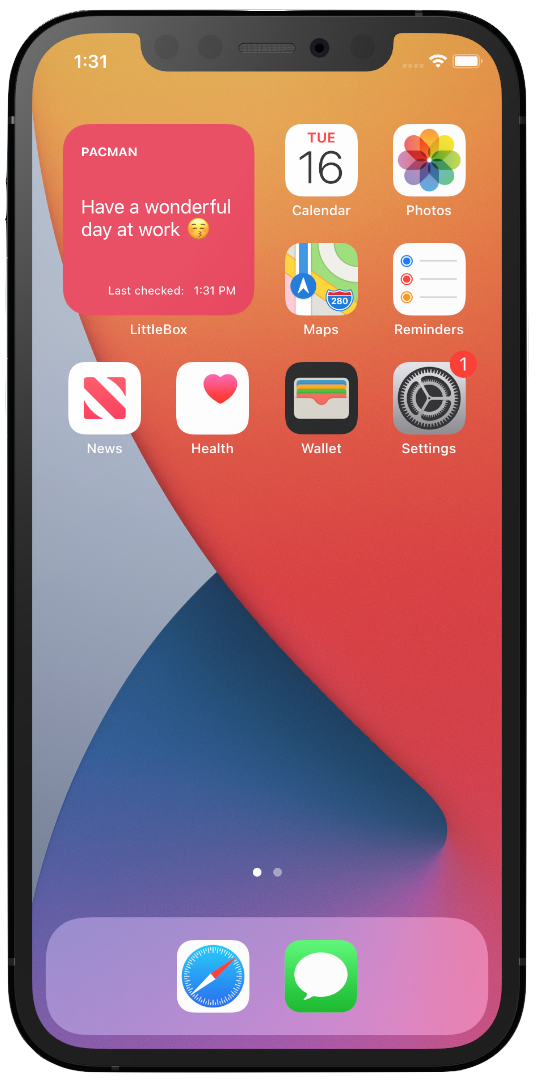 1:31
PACMAN
Have a wonderful
day at work 😚
Last checked: 1:31 PM
LittleBox
TUE
16
Calendar
Photos
280
Maps
Reminders
News
Health
Wallet
1
Settings